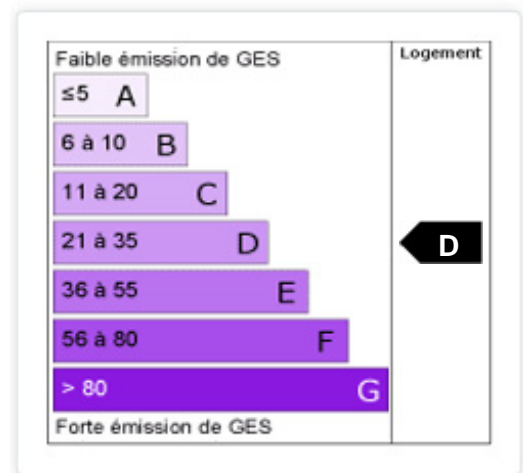 Faible émission de GES
Logement
≤5 A
6 à 10 B
11 à 20 C
21 à 35 D
D
36 à 55 E
56 à 80 F
> 80 G
Forte émission de GES